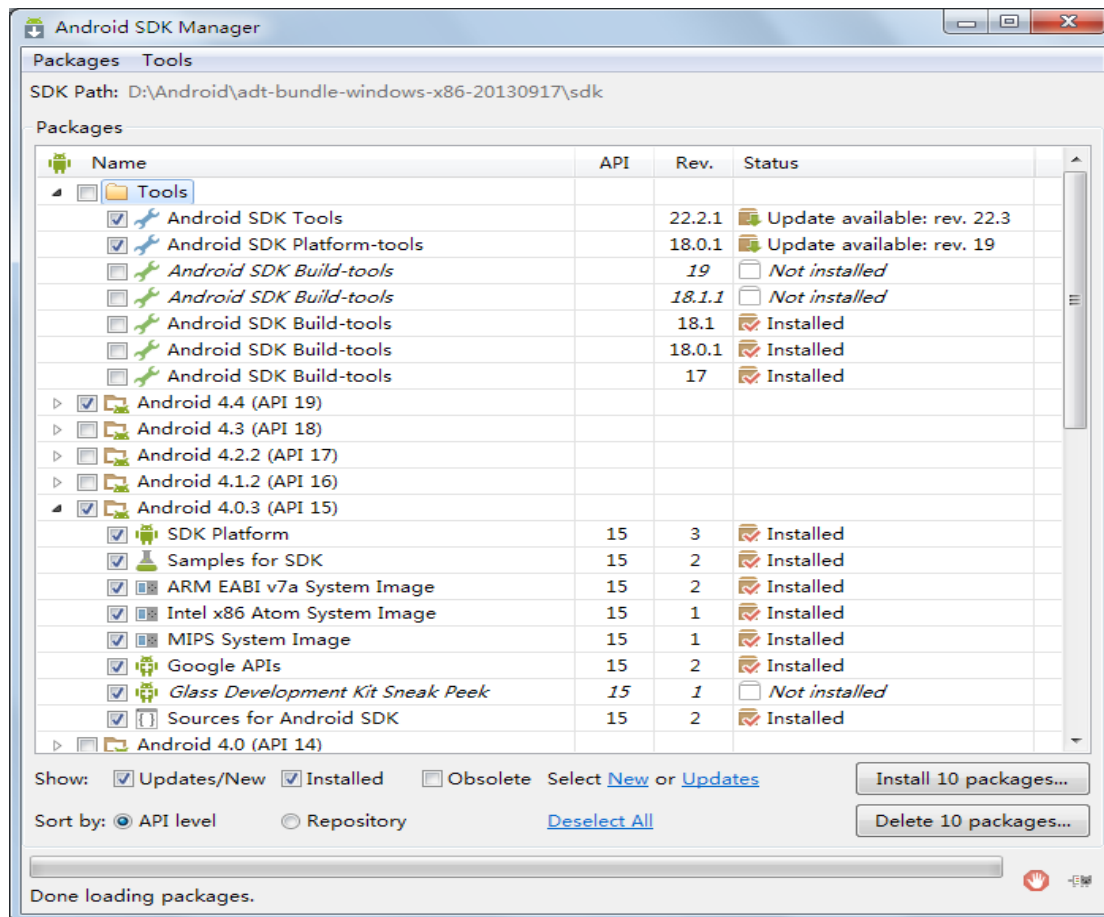 Android SDK Manager
Packages Tools
SDK Path: D:\Android\adt-bundle-windows-x86-20130917\sdk
Packages
Name API Rev. Status
Tools
Android SDK Tools 22.2.1 Update available: rev. 22.3
Android SDK Platform-tools 18.0.1 Update available: rev. 19
Android SDK Build-tools 19 Not installed
Android SDK Build-tools 18.1.1 Not installed
Android SDK Build-tools 18.1 Installed
Android SDK Build-tools 18.0.1 Installed
Android SDK Build-tools 17 Installed
Android 4.4 (API 19)
Android 4.3 (API 18)
Android 4.2.2 (API 17)
Android 4.1.2 (API 16)
Android 4.0.3 (API 15)
SDK Platform 15 3 Installed
Samples for SDK 15 2 Installed
ARM EABI v7a System Image 15 2 Installed
Intel x86 Atom System Image 15 1 Installed
MIPS System Image 15 1 Installed
Google APIs 15 2 Installed
Glass Development Kit Sneak Peek 15 1 Not installed
Sources for Android SDK 15 2 Installed
Android 4.0 (API 14)
Show: Updates/New Installed Obsolete Select New or Updates Install 10 packages...
Sort by: API level Repository Deselect All Delete 10 packages...
Done loading packages.